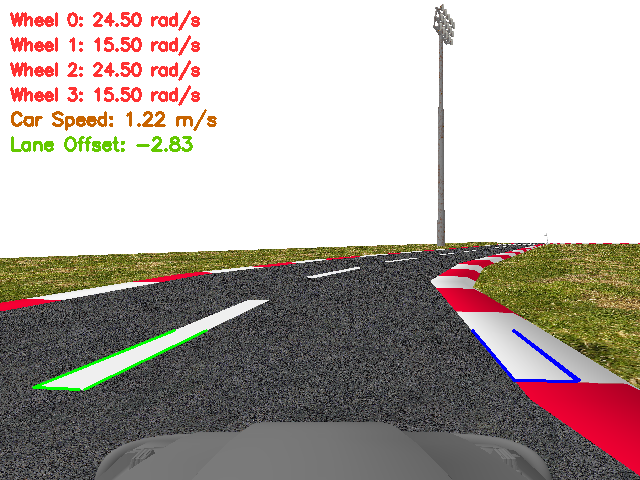 Wheel 0: 24.50 rad/s
Wheel 1: 15.50 rad/s
Wheel 2: 24.50 rad/s
Wheel 3: 15.50 rad/s
Car Speed: 1.22 m/s
Lane Offset: -2.83